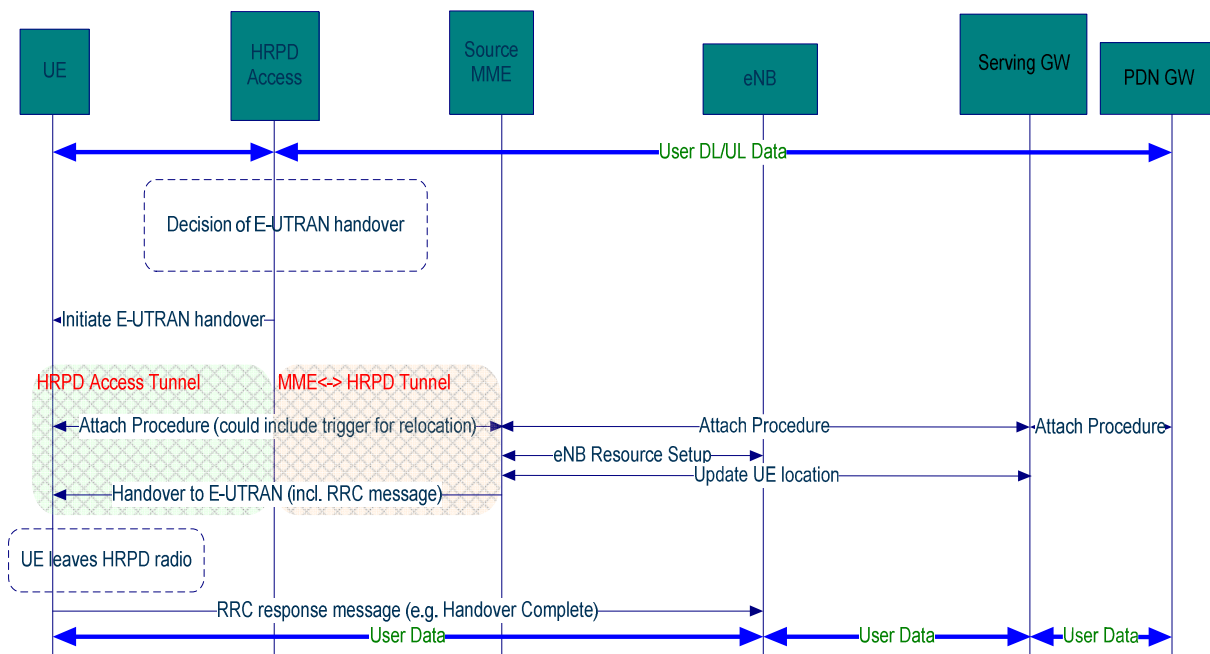 UE
HRPD
Access
Source
MME
eNB
Serving GW
PDN GW
User DL/UL Data
Decision of E-UTRAN handover
Initiate E-UTRAN handover
HRPD Access Tunnel
MME<-> HRPD Tunnel
Attach Procedure (could include trigger for relocation)
Attach Procedure
Attach Procedure
eNB Resource Setup
Update UE location
Handover to E-UTRAN (incl. RRC message)
UE leaves HRPD radio
RRC response message (e.g. Handover Complete)
User Data
User Data
User Data